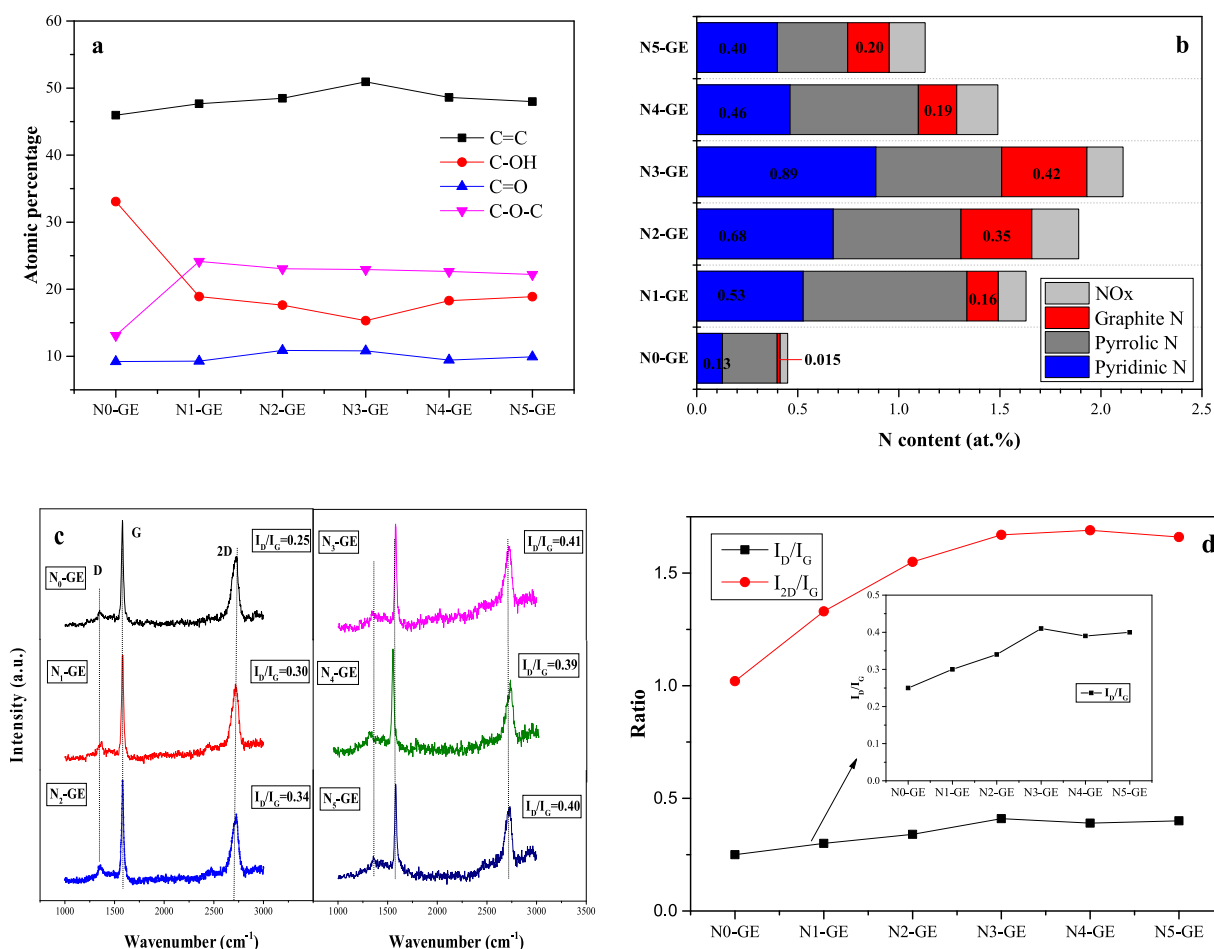 a
60
50
40
30
20
10
Atomic percentage
C=C
C-OH
C=O
C-O-C
N0-GE N1-GE N2-GE N3-GE N4-GE N5-GE
b
N5-GE 0.40 0.20
N4-GE 0.46 0.19
N3-GE 0.89 0.42
N2-GE 0.68 0.35
N1-GE 0.53 0.16
N0-GE 0.13 0.015
NOx
Graphite N
Pyrrolic N
Pyridinic N
0.0 0.5 1.0 1.5 2.0 2.5
N content (at.%)
c
G
D
2D
N₀-GE
I_D/I_G=0.25
N₁-GE
I_D/I_G=0.30
N₂-GE
I_D/I_G=0.34
N₃-GE
I_D/I_G=0.41
N₄-GE
I_D/I_G=0.39
N₅-GE
I_D/I_G=0.40
Intensity (a.u.)
1000 1500 2000 2500 3000
1000 1500 2000 2500 3000 3500
Wavenumber (cm⁻¹)
Wavenumber (cm⁻¹)
d
I_D/I_G
I_2D/I_G
1.5
1.0
0.5
0.0
Ratio
0.5
0.4
0.3
0.2
0.1
0.0
I_D/I_G
I_D/I_G
N0-GE N1-GE N2-GE N3-GE N4-GE N5-GE
N0-GE N1-GE N2-GE N3-GE N4-GE N5-GE